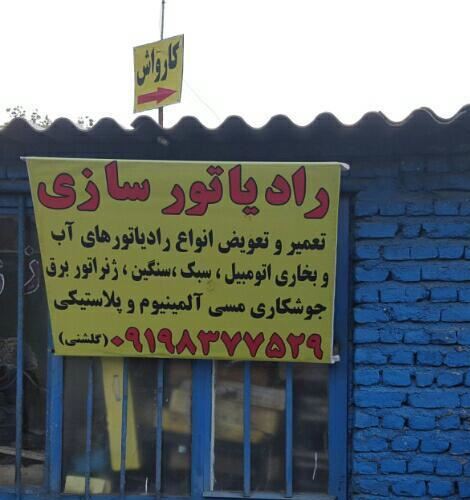 کارواش
رادیاتور سازی
تعمیر و تعویض انواع رادیاتورهای آب
و بخاری اتومبیل ، سبک ،سنگین ، ژنراتور برق
جوشکاری مسی آلمینیوم و پلاستیکی
۰۹۱۹۸۳۷۷۵۲۹ (گلشنی)